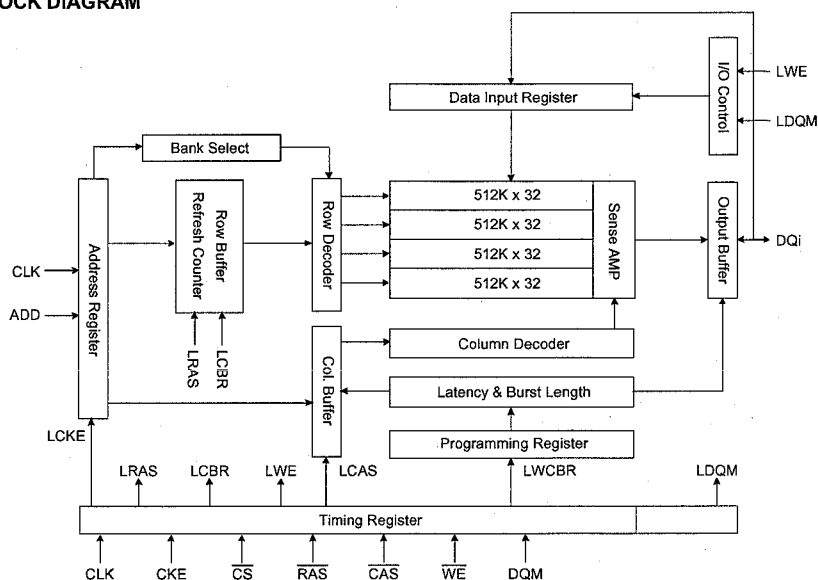 BLOCK DIAGRAM
I/O Control
LWE
LDQM
Data Input Register
Bank Select
Address Register
CLK
ADD
Row Buffer
Refresh Counter
LRAS
LCBR
Row Decoder
512K x 32
512K x 32
512K x 32
512K x 32
Sense AMP
Output Buffer
DQi
Column Decoder
Col. Buffer
Latency & Burst Length
Programming Register
LCKE
LRAS
LCBR
LWE
LCAS
LWCBR
LDQM
Timing Register
CLK
CKE
CS
RAS
CAS
WE
DQM